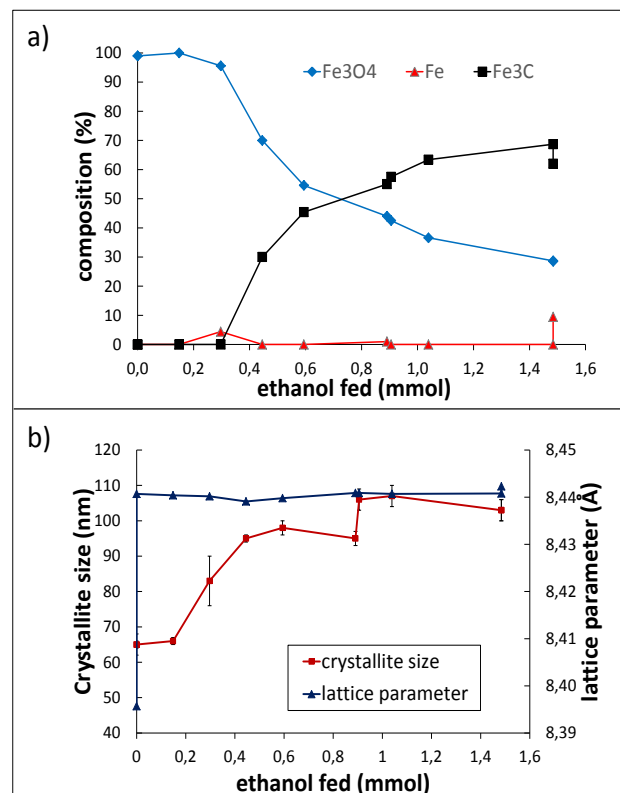 a)
Fe3O4 Fe Fe3C
composition (%)
100
90
80
70
60
50
40
30
20
10
0
0,0 0,2 0,4 0,6 0,8 1,0 1,2 1,4 1,6
ethanol fed (mmol)
b)
Crystallite size (nm)
120
110
100
90
80
70
60
50
40
8,45
8,44
8,43
8,42
8,41
8,40
8,39
lattice parameter (Å)
crystallite size
lattice parameter
0 0,2 0,4 0,6 0,8 1 1,2 1,4 1,6
ethanol fed (mmol)